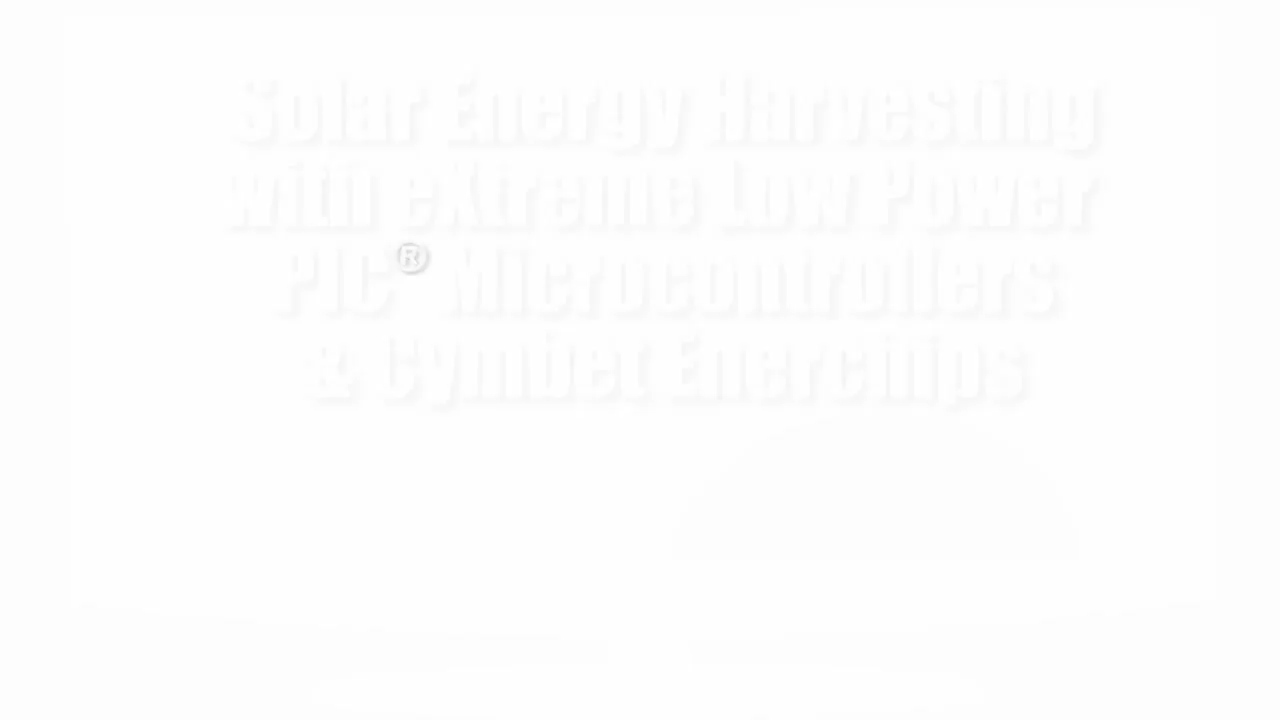 Solar Energy Harvesting
with eXtreme Low Power
PIC® Microcontrollers
& Cymbet Enerchips